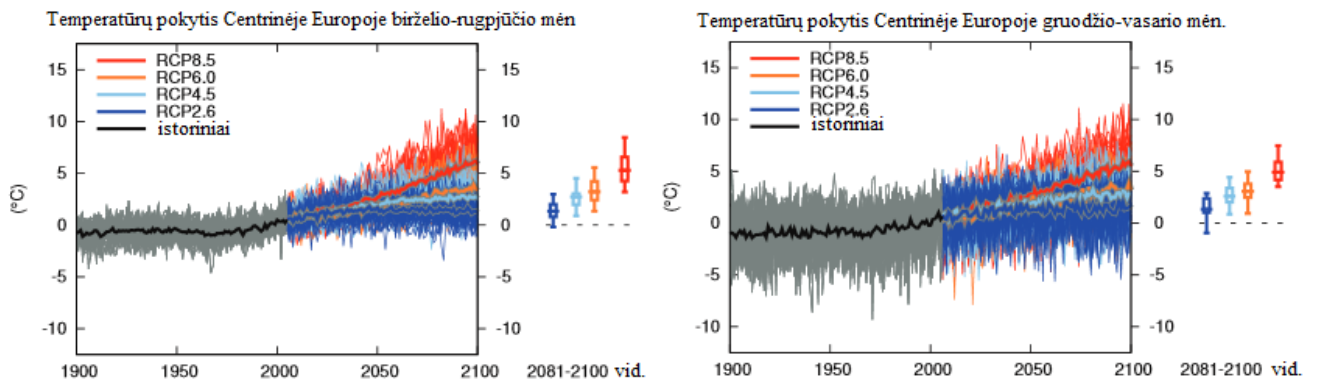 Temperatūrų pokytis Centrinėje Europoje birželio-rugpjūčio mėn
15
10
5
0
-5
-10
(°C)
RCP8.5
RCP6.0
RCP4.5
RCP2.6
istoriniai
15
10
5
0
-5
-10
1900 1950 2000 2050 2100
2081-2100 vid.
Temperatūrų pokytis Centrinėje Europoje gruodžio-vasario mėn.
15
10
5
0
-5
-10
(°C)
RCP8.5
RCP6.0
RCP4.5
RCP2.6
istoriniai
15
10
5
0
-5
-10
1900 1950 2000 2050 2100
2081-2100 vid.